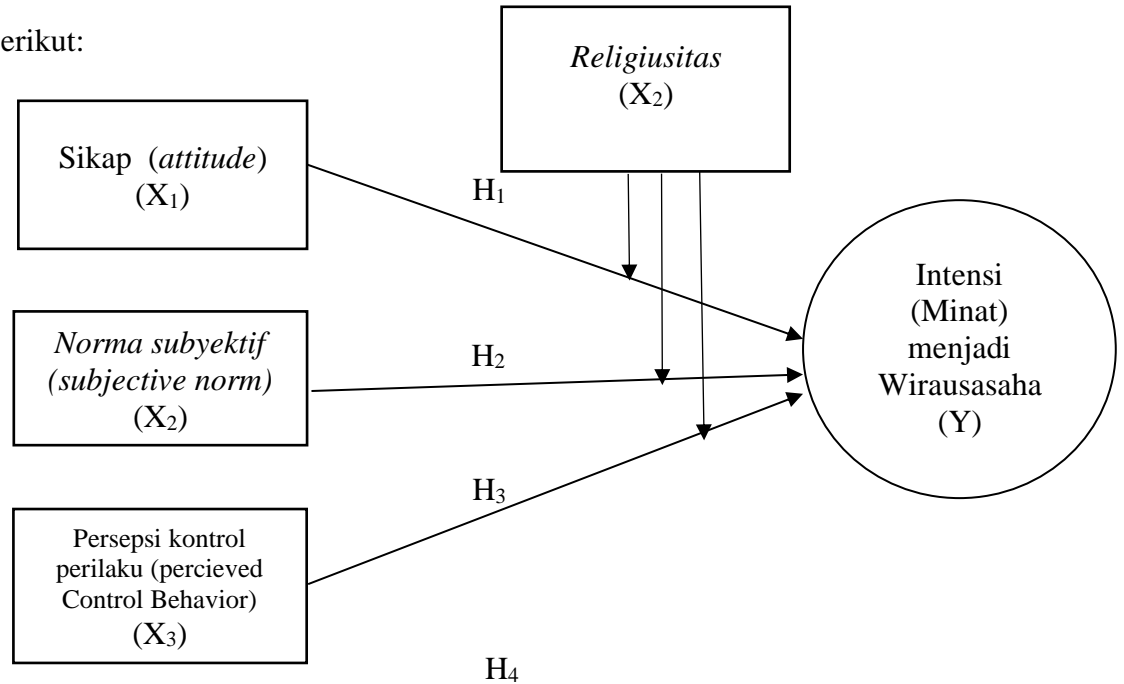 erikut:
Religiusitas
(X₂)
Sikap (attitude)
(X₁)
H₁
Norma subyektif
(subjective norm)
(X₂)
H₂
Intensi
(Minat)
menjadi
Wirausasaha
(Y)
Persepsi kontrol
perilaku (percieved
Control Behavior)
(X₃)
H₃
H₄